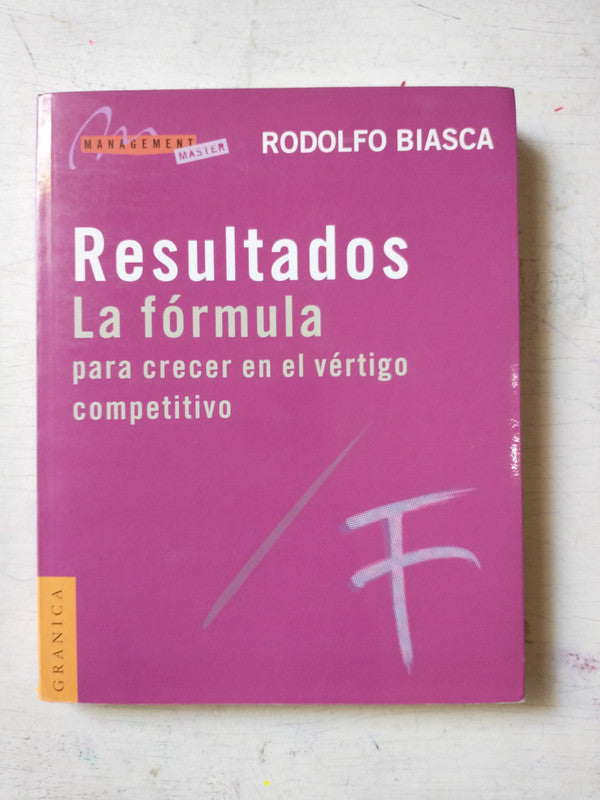 MANAGEMENT
MASTER
RODOLFO BIASCA
Resultados
La fórmula
para crecer en el vértigo
competitivo
F
GRANICA